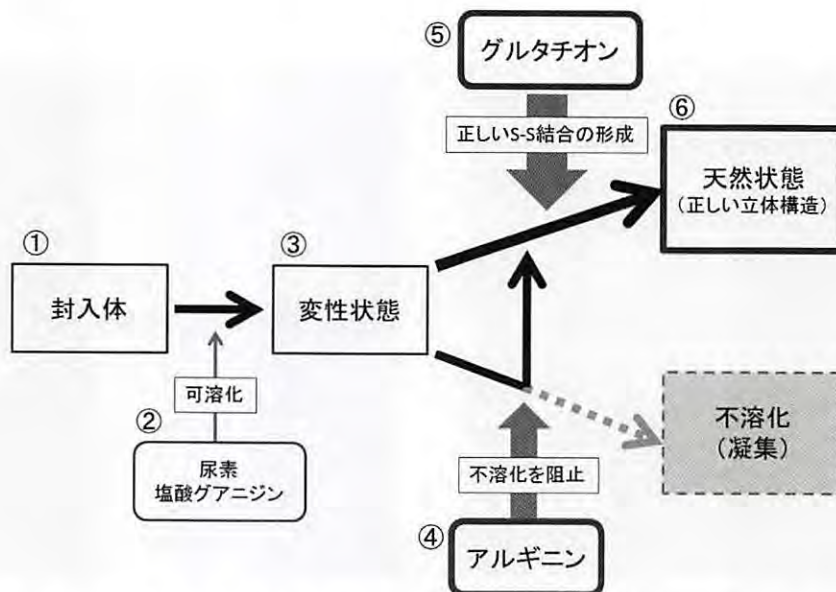 ⑤
グルタチオン
正しいS-S結合の形成
⑥
天然状態
(正しい立体構造)
①
封入体
③
変性状態
可溶化
②
尿素
塩酸グアニジン
不溶化
(凝集)
不溶化を阻止
④
アルギニン